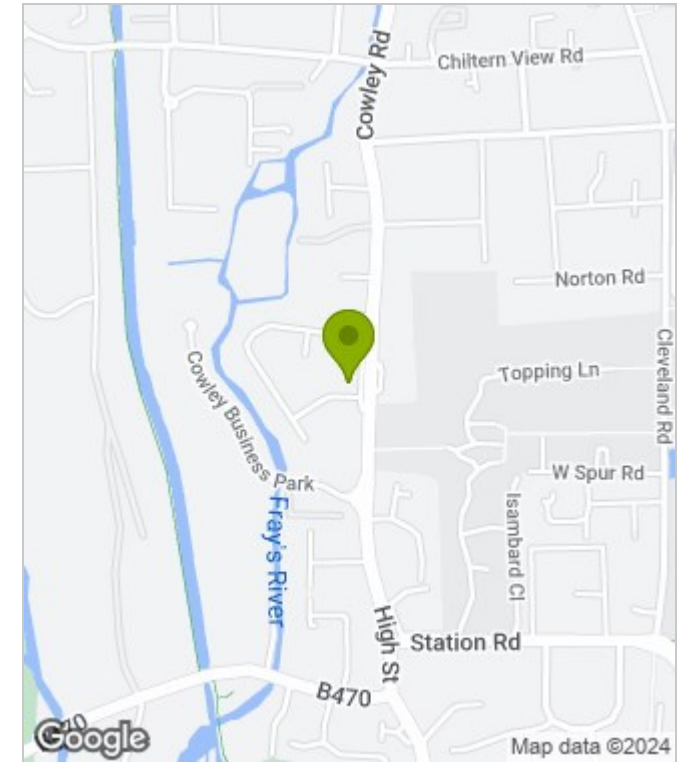 Cowley Rd
Chiltern View Rd
Norton Rd
Cleveland Rd
Topping Ln
Cowley Business Park
W Spur Rd
Isambard Cl
Fray's River
High St
Station Rd
B470
70
Google
Map data ©2024